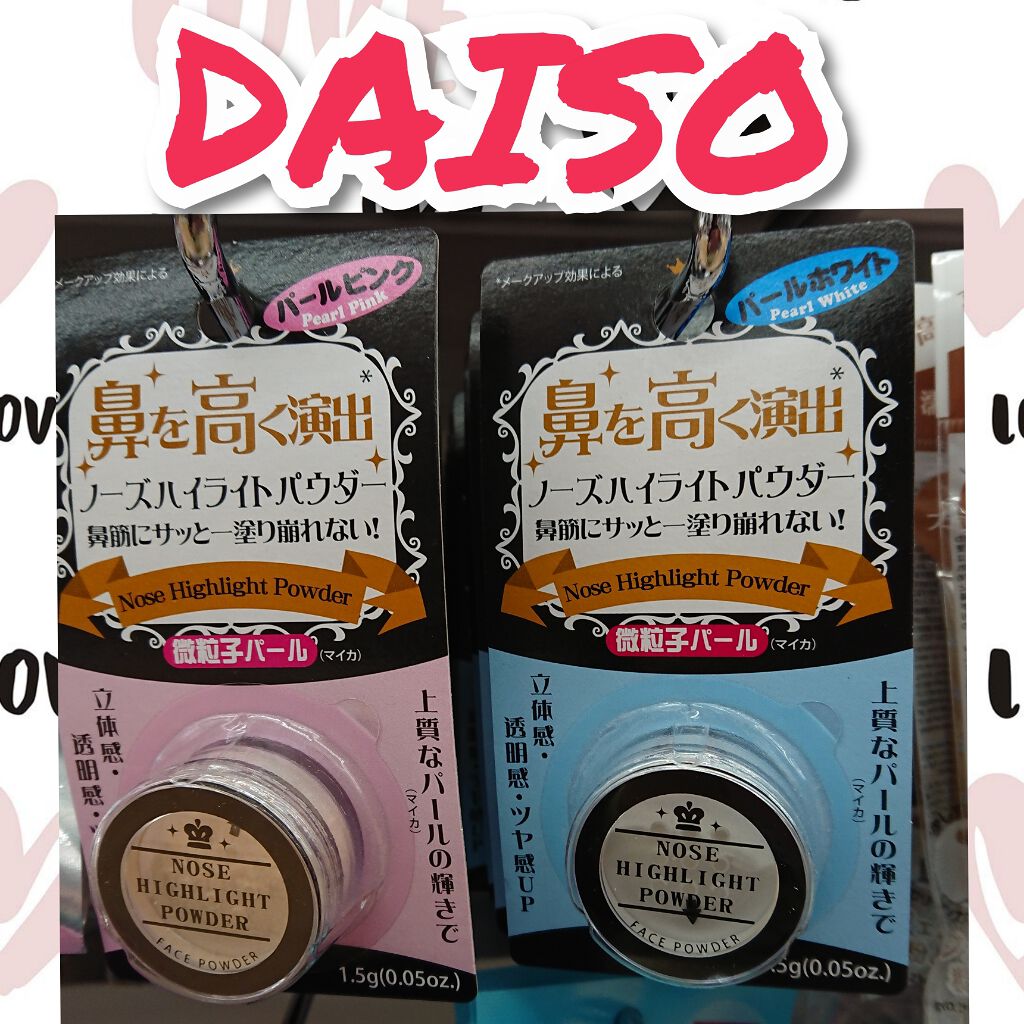 LOVE
DAISO
*メークアップ効果による
パールピンク
Pearl Pink
鼻を高く演出*
ノーズハイライトパウダー
鼻筋にサッと一塗り崩れない!
Nose Highlight Powder
微粒子パール(マイカ)
上質なパールの輝きで
(マイカ)
立体感・
透明感・
NOSE
HIGHLIGHT
POWDER
FACE POWDER
1.5g(0.05oz.)
*メークアップ効果による
パールホワイト
Pearl White
鼻を高く演出*
ノーズハイライトパウダー
鼻筋にサッと一塗り崩れない!
Nose Highlight Powder
微粒子パール(マイカ)
上質なパールの輝きで
(マイカ)
立体感・
透明感・ツヤ感UP
NOSE
HIGHLIGHT
POWDER
FACE POWDER
.5g(0.05oz.)